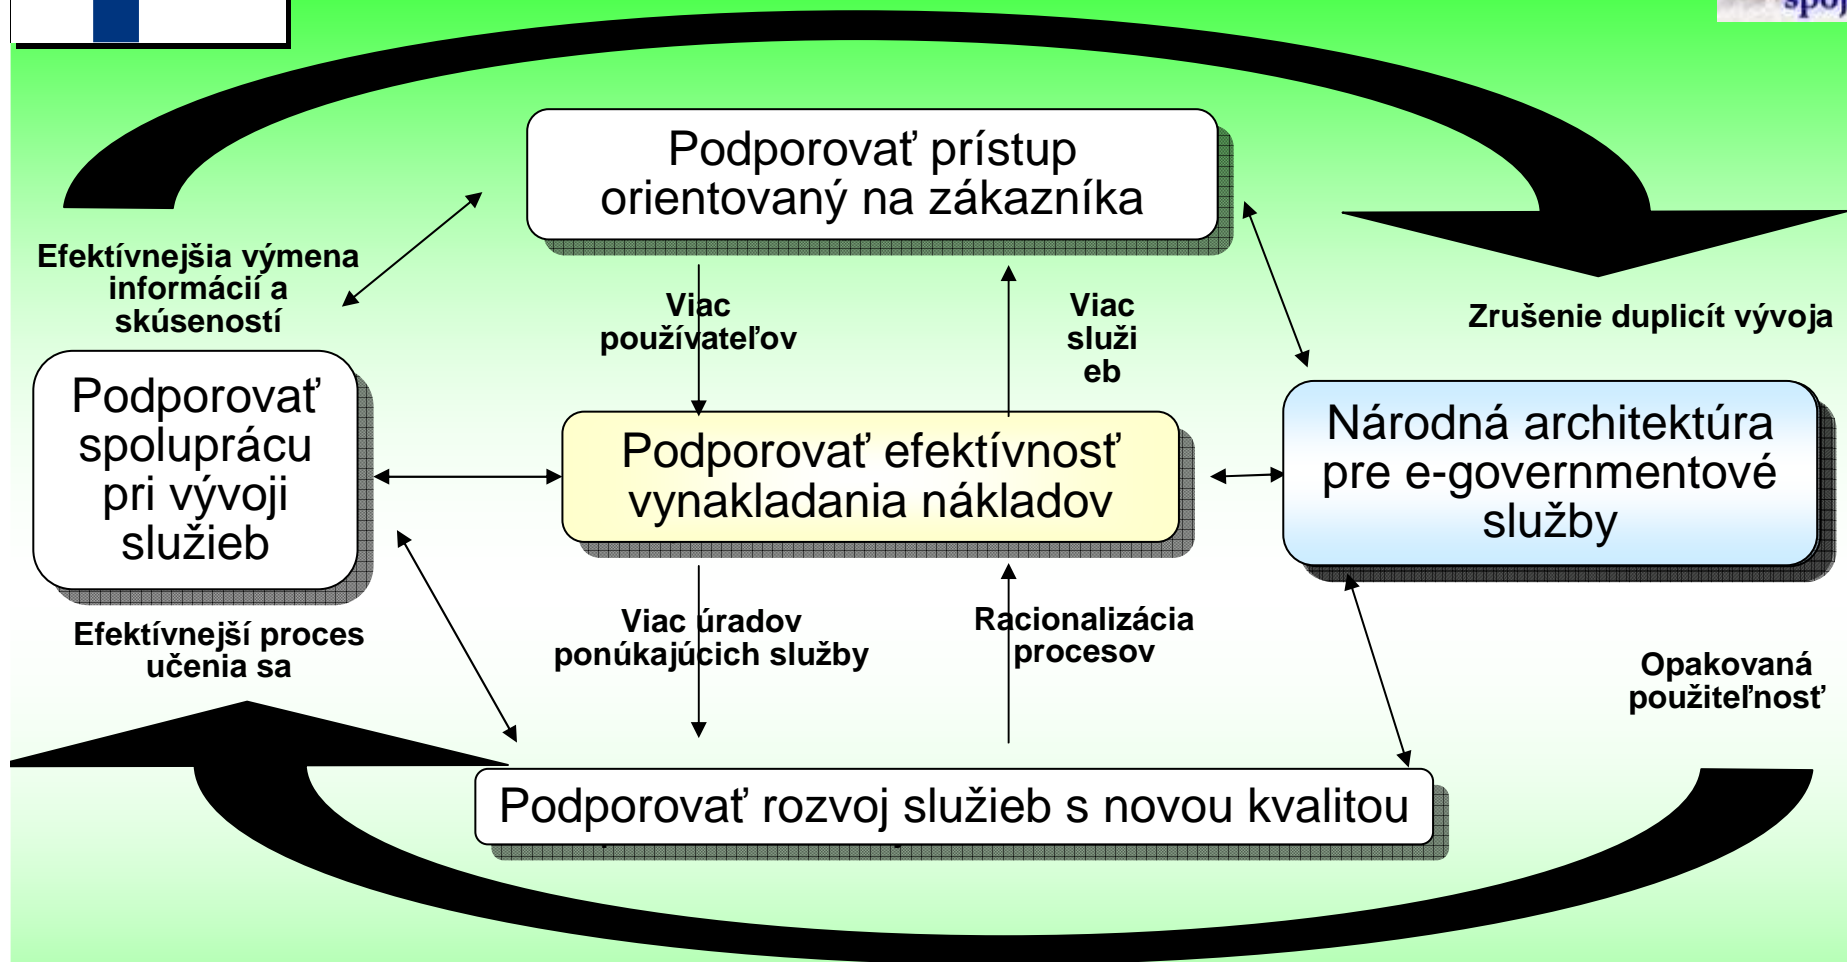 Podporovať prístup
orientovaný na zákazníka
Efektívnejšia výmena
informácií a
skúseností
Viac
používateľov
Viac
služi
eb
Zrušenie duplicít vývoja
Podporovať
spoluprácu
pri vývoji
služieb
Podporovať efektívnosť
vynakladania nákladov
Národná architektúra
pre e-governmentové
služby
Efektívnejší proces
učenia sa
Viac úradov
ponúkajúcich služby
Racionalizácia
procesov
Opakovaná
použiteľnosť
Podporovať rozvoj služieb s novou kvalitou